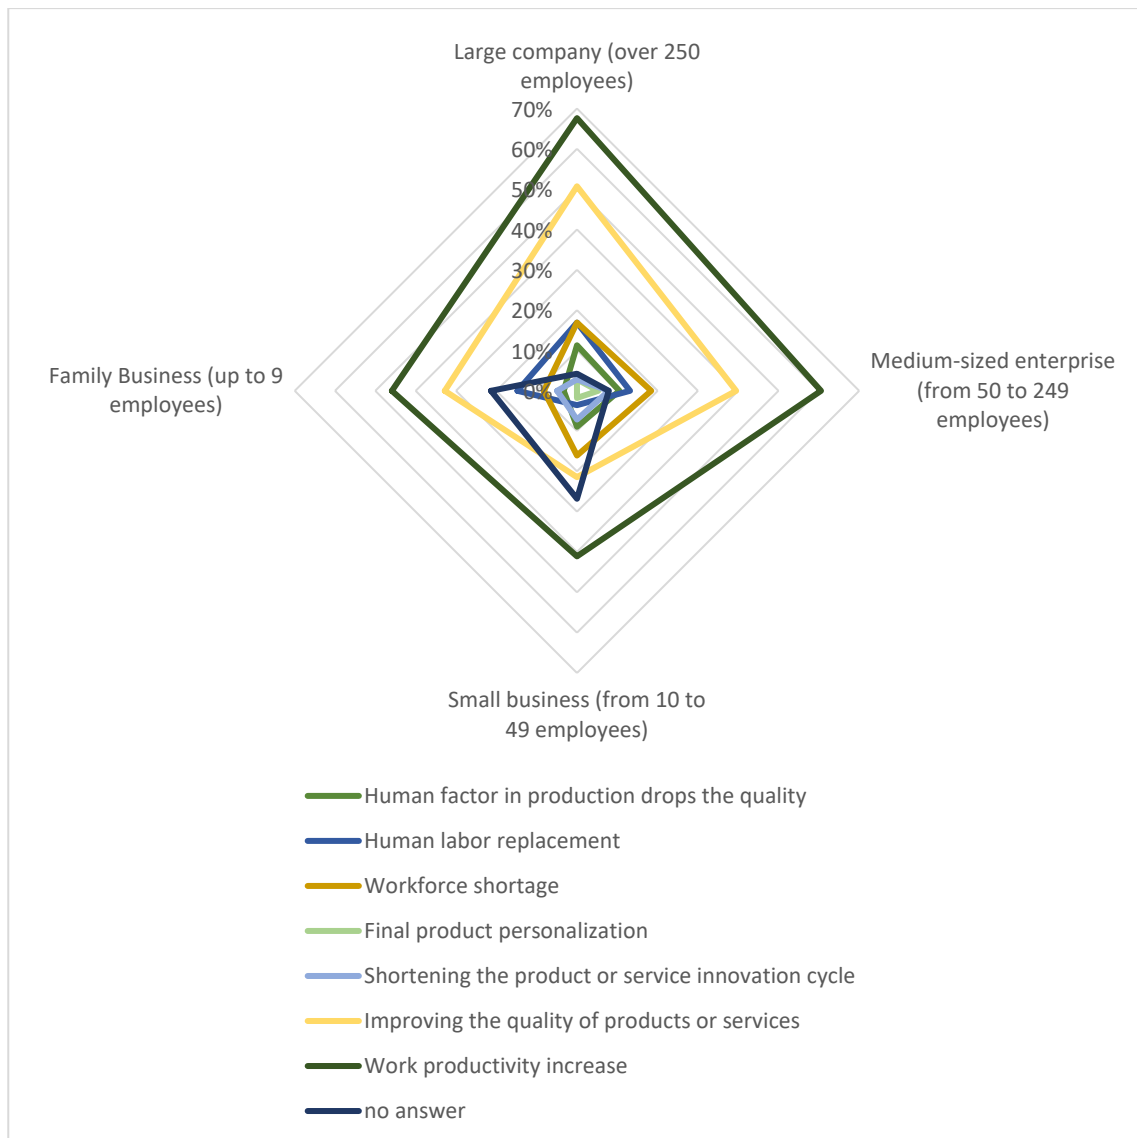 Large company (over 250
employees)
70%
60%
50%
40%
30%
20%
10%
0%
Family Business (up to 9
employees)
Medium-sized enterprise
(from 50 to 249
employees)
Small business (from 10 to
49 employees)
Human factor in production drops the quality
Human labor replacement
Workforce shortage
Final product personalization
Shortening the product or service innovation cycle
Improving the quality of products or services
Work productivity increase
no answer